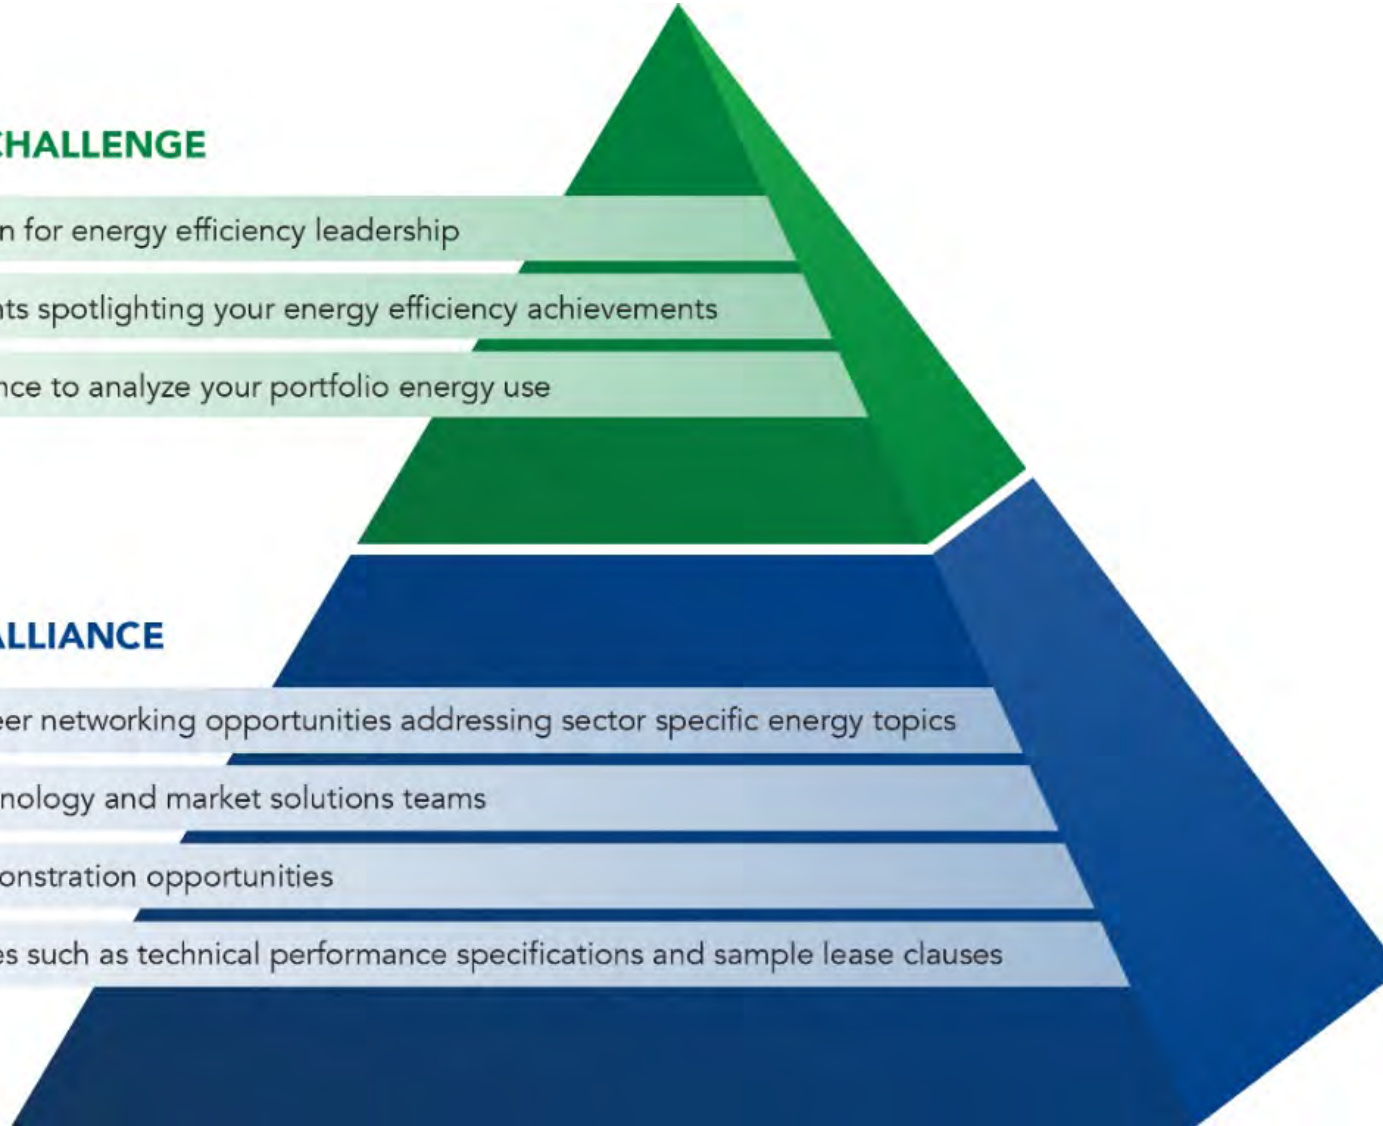 CHALLENGE
n for energy efficiency leadership
nts spotlighting your energy efficiency achievements
nce to analyze your portfolio energy use
ALLIANCE
eer networking opportunities addressing sector specific energy topics
nology and market solutions teams
onstration opportunities
es such as technical performance specifications and sample lease clauses